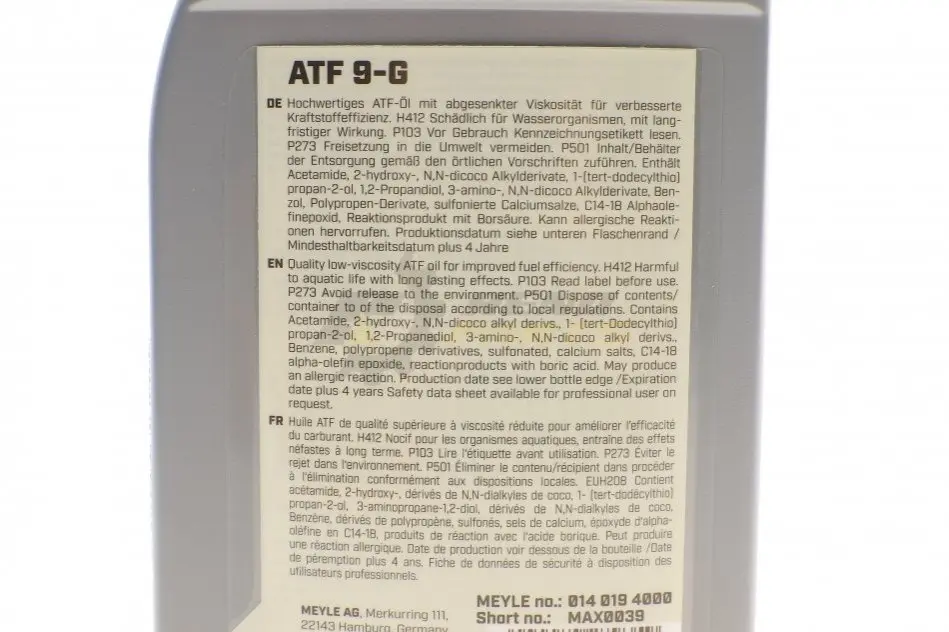 ATF 9-G
DE Hochwertiges ATF-Öl mit abgesenkter Viskosität für verbesserte
Kraftstoffeffizienz. H412 Schädlich für Wasserorganismen, mit lang-
fristiger Wirkung. P103 Vor Gebrauch Kennzeichnungsetikett lesen.
P273 Freisetzung in die Umwelt vermeiden. P501 Inhalt/Behälter
der Entsorgung gemäß den örtlichen Vorschriften zuführen. Enthält
Acetamide, 2-hydroxy-, N,N-dicoco Alkylderivate, 1-(tert-dodecylthio)
propan-2-ol, 1,2-Propandiol, 3-amino-, N,N-dicoco Alkylderivate, Ben-
zol, Polypropen-Derivate, sulfonierte Calciumsalze, C14-18 Alphaole-
finepoxid, Reaktionsprodukt mit Borsäure. Kann allergische Reakti-
onen hervorrufen. Produktionsdatum siehe unteren Flaschenrand /
Mindesthaltbarkeitsdatum plus 4 Jahre
EN Quality low-viscosity ATF oil for improved fuel efficiency. H412 Harmful
to aquatic life with long lasting effects. P103 Read label before use.
P273 Avoid release to the environment. P501 Dispose of contents/
container to of the disposal according to local regulations. Contains
Acetamide, 2-hydroxy-, N,N-dicoco alkyl derivs., 1- (tert-Dodecylthio)
propan-2-ol, 1,2-Propanediol, 3-amino-, N,N-dicoco alkyl derivs.,
Benzene, polypropene derivatives, sulfonated, calcium salts, C14-18
alpha-olefin epoxide, reactionproducts with boric acid. May produce
an allergic reaction. Production date see lower bottle edge /Expiration
date plus 4 years Safety data sheet available for professional user on
request.
FR Huile ATF de qualité supérieure à viscosité réduite pour améliorer l'efficacité
du carburant. H412 Nocif pour les organismes aquatiques, entraîne des effets
néfastes à long terme. P103 Lire l'étiquette avant utilisation. P273 Éviter le
rejet dans l'environnement. P501 Éliminer le contenu/récipient dans procéder
à l'élimination conformément aux dispositions locales. EUH208 Contient
acétamide, 2-hydroxy-, dérivés de N,N-dialkyles de coco, 1- (tert-dodécylthio)
propan-2-ol, 3-aminopropane-1,2-diol, dérivés de N,N-dialkyles de coco,
Benzène, dérivés de polypropène, sulfonés, sels de calcium, époxyde d'alpha-
oléfine en C14-18, produits de réaction avec l'acide borique. Peut produire
une réaction allergique. Date de production voir dessous de la bouteille /Date
de péremption plus 4 ans. Fiche de données de sécurité à disposition des
utilisateurs professionnels.
MEYLE AG, Merkurring 111,
22143 Hamburg, Germany
MEYLE no.: 014 019 4000
Short no.: MAX0039